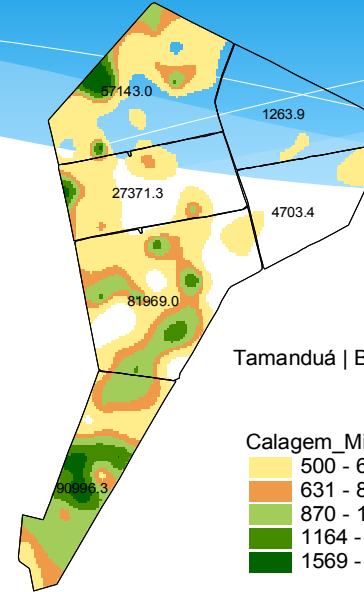 57143.0
1263.9
27371.3
4703.4
81969.0
Tamanduá | B
90996.3
Calagem_Mi
500 - 6
631 - 8
870 - 1
1164 -
1569 -